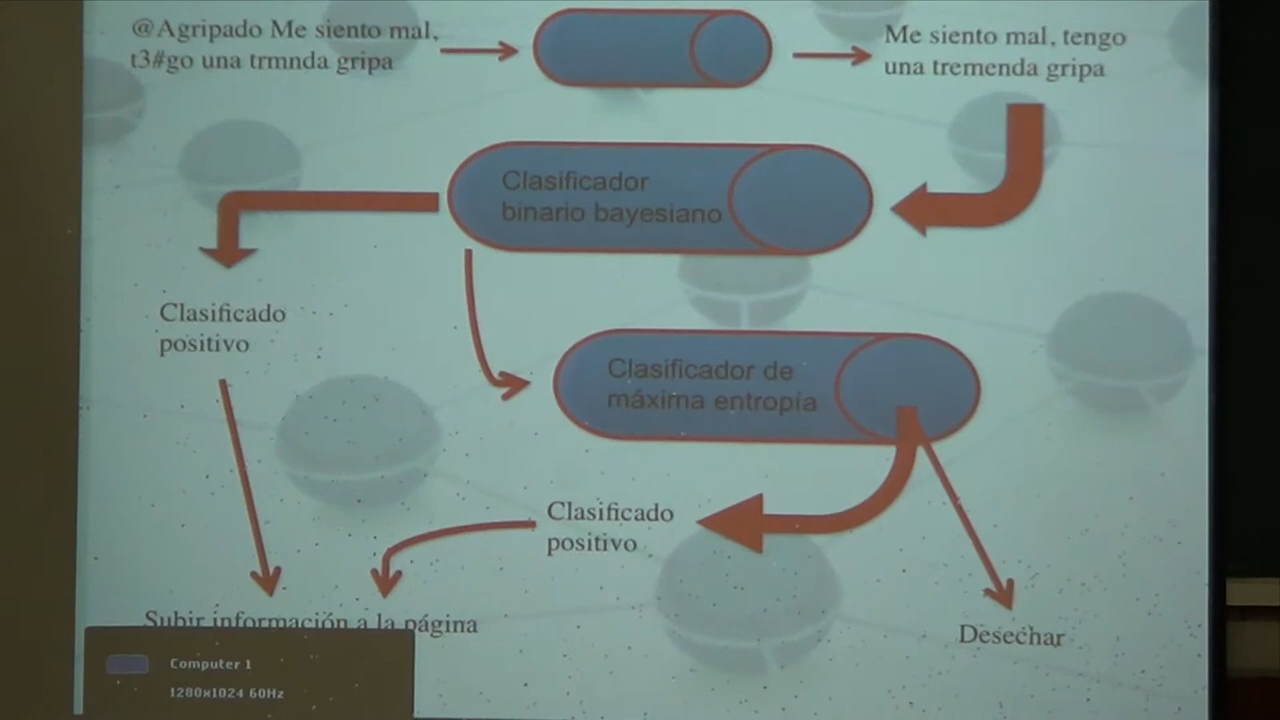 @Agripado Me siento mal,
t3#go una trmnda gripa
Me siento mal, tengo
una tremenda gripa
Clasificador
binario bayesiano
Clasificado
positivo
Clasificador de
máxima entropía
Clasificado
positivo
Subir información a la página
Desechar
Computer 1
1280x1024 60Hz